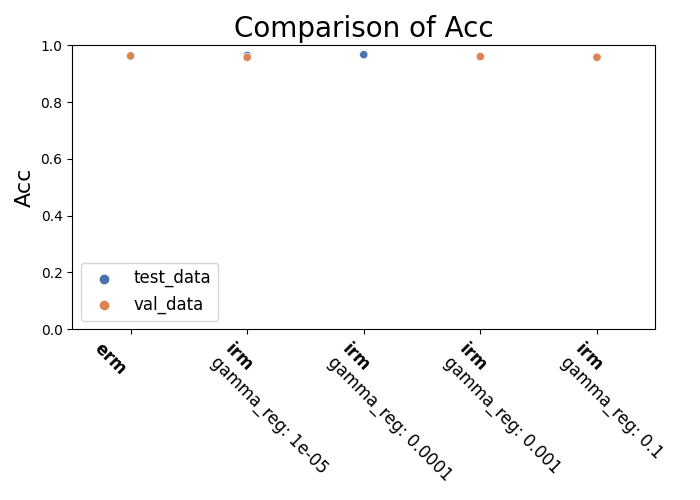 Comparison of Acc
Acc
1.0
0.8
0.6
0.4
0.2
0.0
test_data
val_data
erm
irm
gamma_reg: 1e-05
irm
gamma_reg: 0.0001
irm
gamma_reg: 0.001
irm
gamma_reg: 0.1